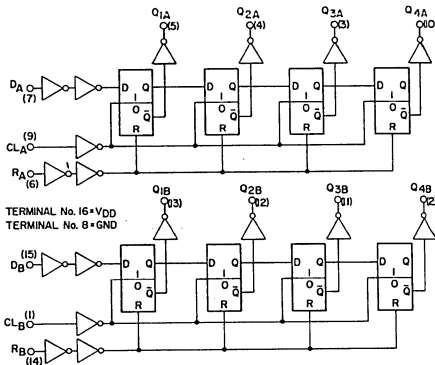 Q1A Q2A Q3A Q4A
(5) (4) (3) (10
DA D Q D Q D Q D Q
(7)
I I I I
O O O O
Q Q Q Q
(9)
CLA
R R R R
RA
(6)
Q1B Q2B Q3B Q4B
(13) (12) (11) (2)
TERMINAL No. 16=VDD
TERMINAL No. 8=GND
(15)
DB D Q D Q D Q D Q
I I I I
O O O O
Q Q Q Q
CLB (1)
R R R R
RB
(14)